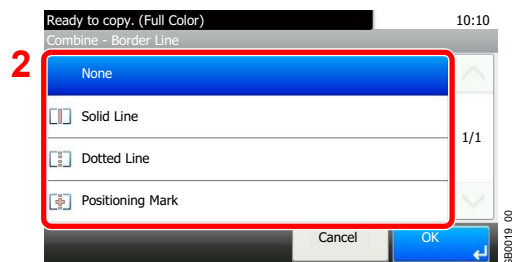 Ready to copy. (Full Color) 10:10
Combine - Border Line
2
None
Solid Line
1/1
Dotted Line
Positioning Mark
Cancel OK
GB0019_00